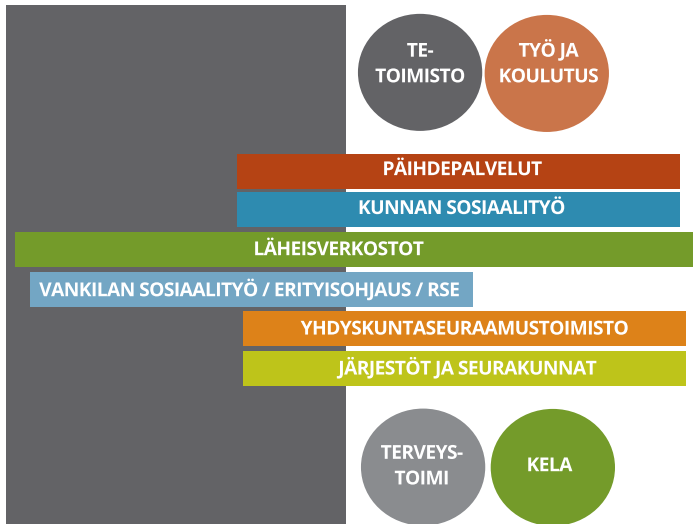 TE-
TOIMISTO
TYÖ JA
KOULUTUS
PÄIHDEPALVELUT
KUNNAN SOSIAALITYÖ
LÄHEISVERKOSTOT
VANKILAN SOSIAALITYÖ / ERITYISOHJAUS / RSE
YHDYSKUNTASEURAAMUSTOIMISTO
JÄRJESTÖT JA SEURAKUNNAT
TERVEYS-
TOIMI
KELA